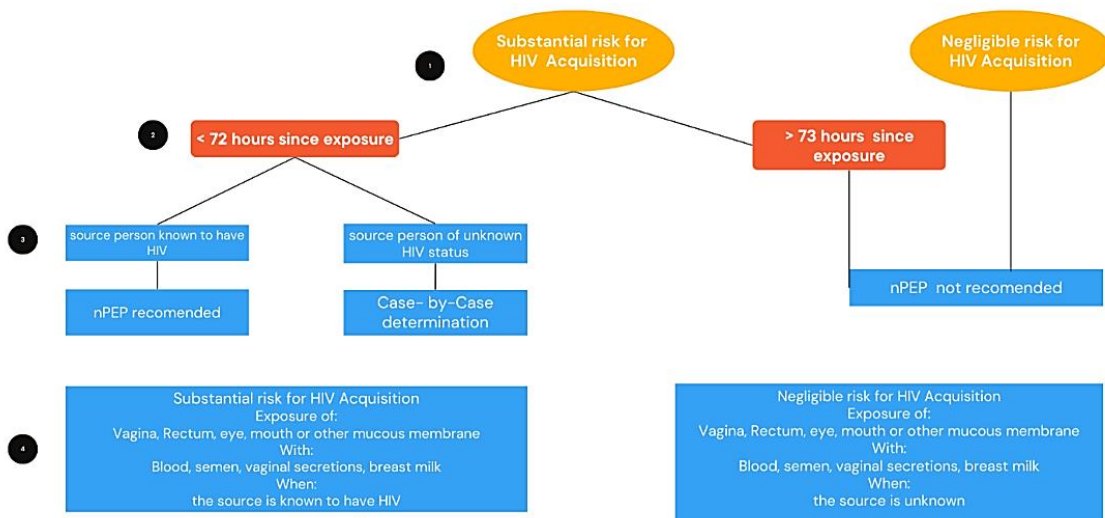 Substantial risk for
HIV Acquisition
Negligible risk for
HIV Acquisition
1
2
< 72 hours since exposure
> 73 hours since
exposure
3
source person known to have
HIV
source person of unknown
HIV status
nPEP recomended
Case- by-Case
determination
nPEP not recomended
4
Substantial risk for HIV Acquisition
Exposure of:
Vagina, Rectum, eye, mouth or other mucous membrane
With:
Blood, semen, vaginal secretions, breast milk
When:
the source is known to have HIV
Negligible risk for HIV Acquisition
Exposure of:
Vagina, Rectum, eye, mouth or other mucous membrane
With:
Blood, semen, vaginal secretions, breast milk
When:
the source is unknown